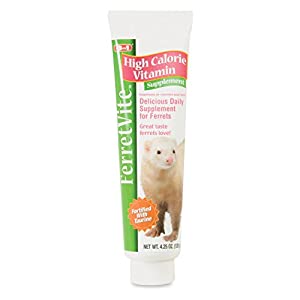 8in1
High Calorie
Vitamin
Supplement
Delicious Daily
Supplement
for Ferrets
Great taste
ferrets love!
FerretVite
Fortified
With
Taurine
NET WT. 4.25 OZ